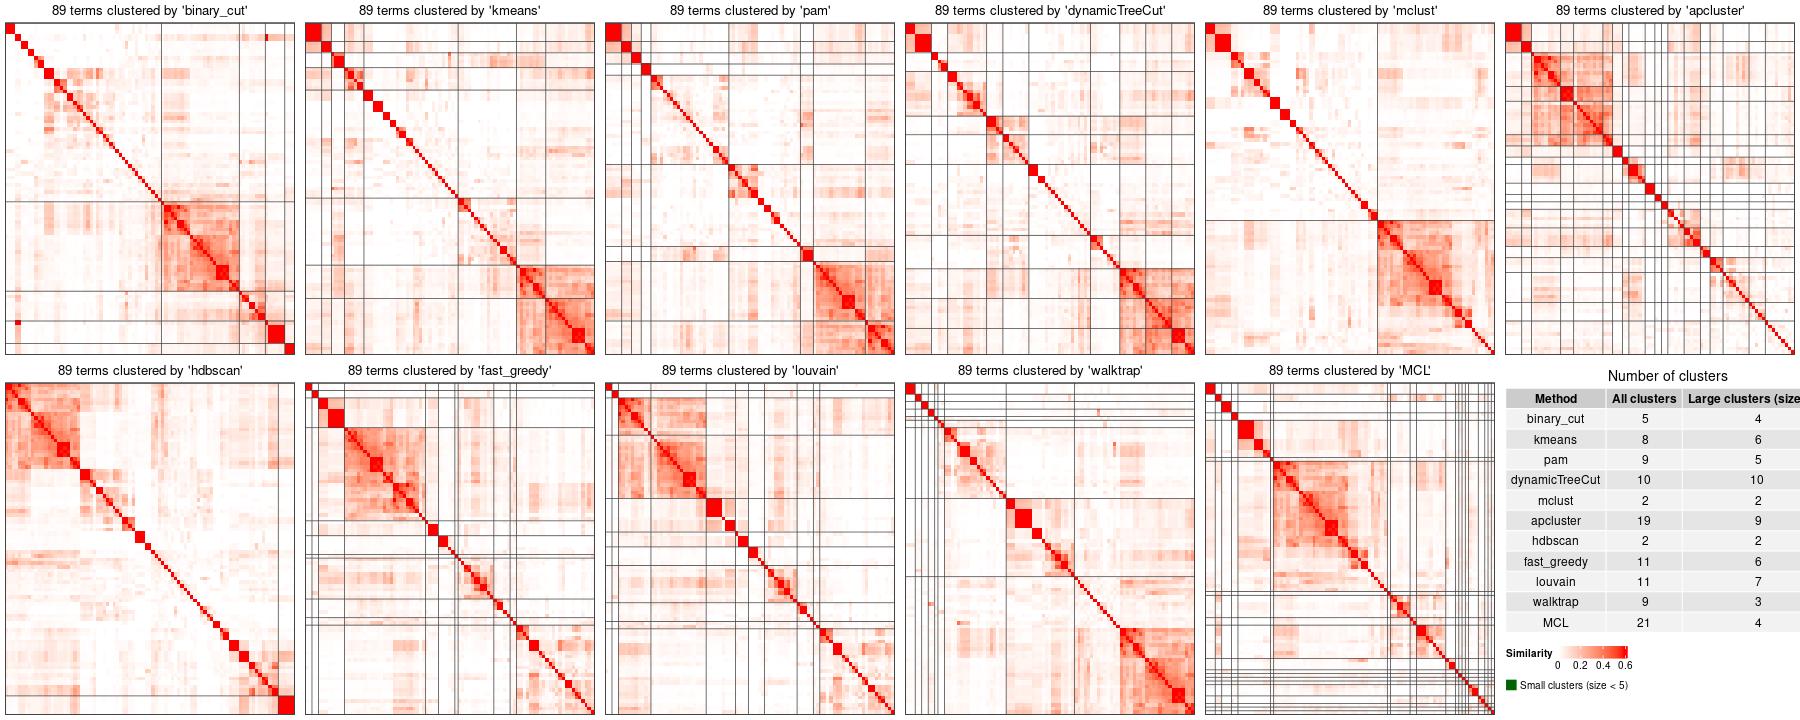 89 terms clustered by 'binary_cut'
89 terms clustered by 'kmeans'
89 terms clustered by 'pam'
89 terms clustered by 'dynamicTreeCut'
89 terms clustered by 'mclust'
89 terms clustered by 'apcluster'
89 terms clustered by 'hdbscan'
89 terms clustered by 'fast_greedy'
89 terms clustered by 'louvain'
89 terms clustered by 'walktrap'
89 terms clustered by 'MCL'
Number of clusters
Method All clusters Large clusters (size
binary_cut 5 4
kmeans 8 6
pam 9 5
dynamicTreeCut 10 10
mclust 2 2
apcluster 19 9
hdbscan 2 2
fast_greedy 11 6
louvain 11 7
walktrap 9 3
MCL 21 4
Similarity
0 0.2 0.4 0.6
Small clusters (size < 5)